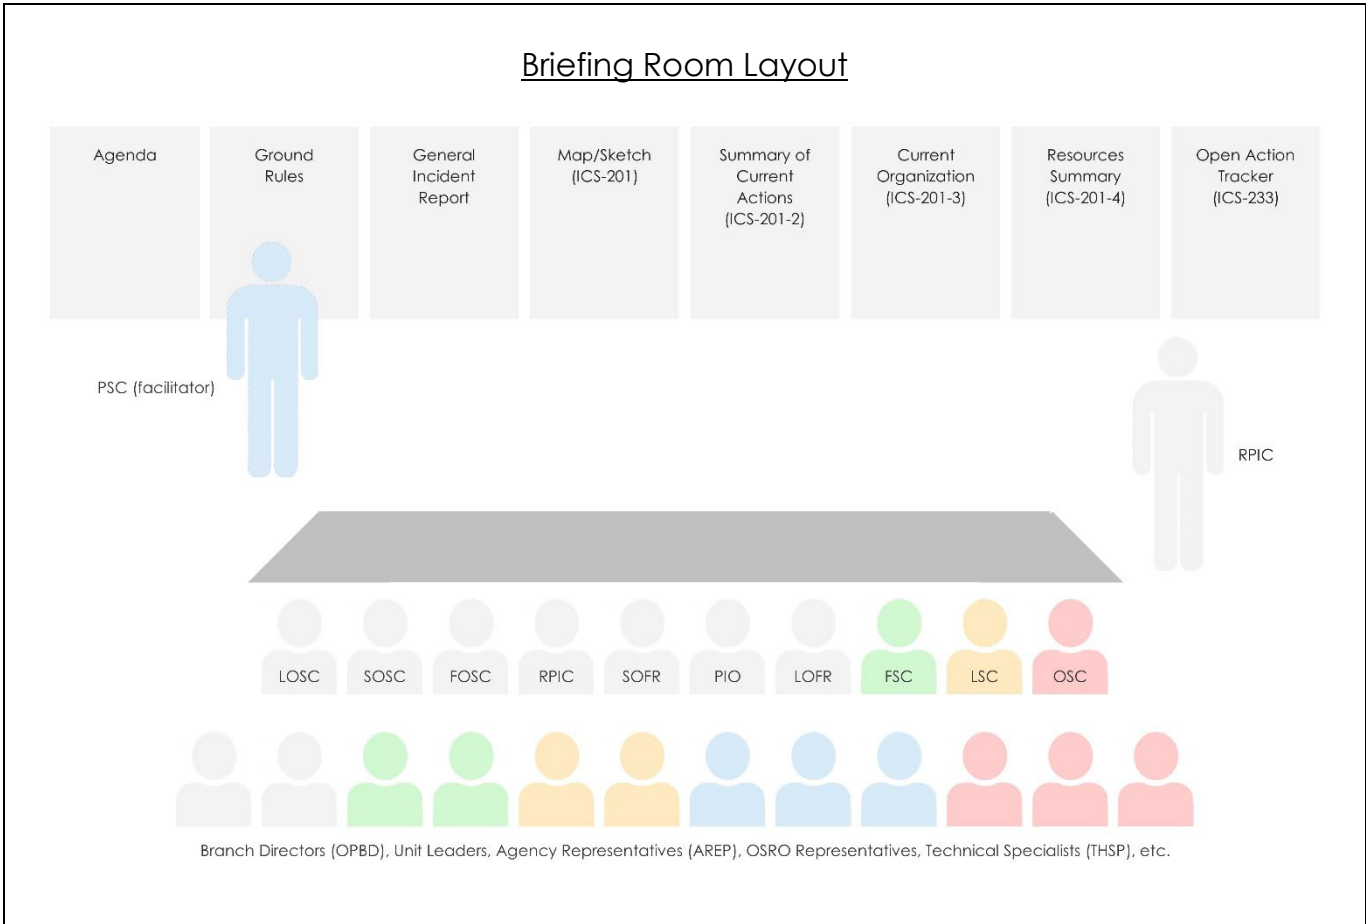 Briefing Room Layout
Agenda
Ground
Rules
General
Incident
Report
Map/Sketch
(ICS-201)
Summary of
Current
Actions
(ICS-201-2)
Current
Organization
(ICS-201-3)
Resources
Summary
(ICS-201-4)
Open Action
Tracker
(ICS-233)
PSC (facilitator)
RPIC
LOSC
SOSC
FOSC
RPIC
SOFR
PIO
LOFR
FSC
LSC
OSC
Branch Directors (OPBD), Unit Leaders, Agency Representatives (AREP), OSRO Representatives, Technical Specialists (THSP), etc.